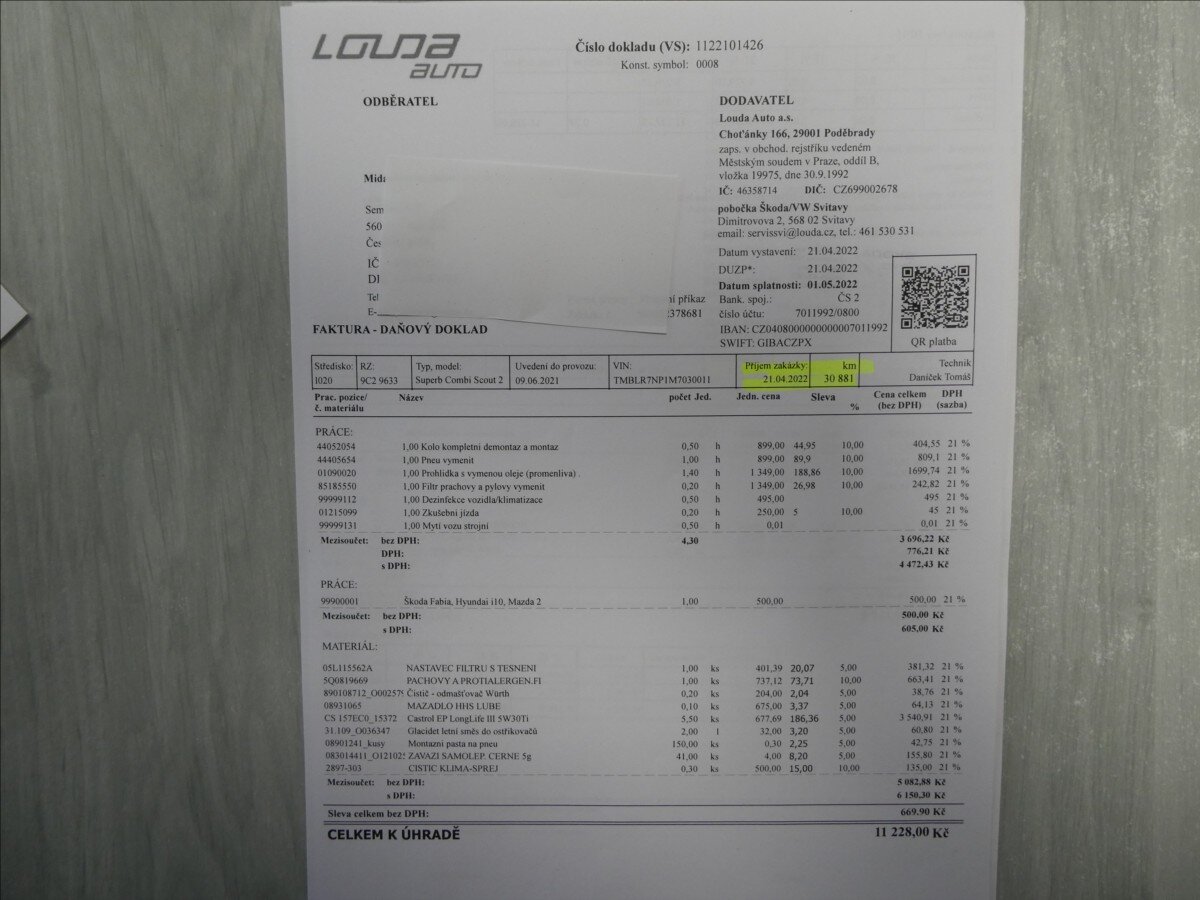 LOUDA
AUTO
Číslo dokladu (VS): 1122101426
Konst. symbol: 0008
ODBĚRATEL
DODAVATEL
Louda Auto a.s.
Choťánky 166, 29001 Poděbrady
zaps. v obchod. rejstříku vedeném
Městským soudem v Praze, oddíl B,
vložka 19975, dne 30.9.1992
IČ: 46358714 DIČ: CZ699002678
pobočka Škoda/VW Svitavy
Dimitrovova 2, 568 02 Svitavy
email: servissvi@louda.cz, tel.: 461 530 531
Sem
560
IČ
Tel
E-
ní příkaz
2378681
Datum vystavení: 21.04.2022
DUZP*: 21.04.2022
Datum splatnosti: 01.05.2022
Bank. spoj.: ČS 2
číslo účtu: 7011992/0800
IBAN: CZ0408000000000007011992
SWIFT: GIBACZPX
QR platba
FAKTURA - DAŇOVÝ DOKLAD
Středisko: RZ: Typ, model: Uvedení do provozu: VIN: Příjem zakázky: km Technik
1020 9C2 9633 Superb Combi Scout 2 09.06.2021 TMBLR7NP1M7030011 21.04.2022 30 881 Daníček Tomáš
Prac. pozice/ Název počet Jed. Jedn. cena Sleva Cena celkem DPH
č. materiálu % (bez DPH) (sazba)
PRÁCE:
44052054 1,00 Kolo kompletni demontaz a montaz 0,50 h 899,00 44,95 10,00 404,55 21 %
44405654 1,00 Pneu vymenit 1,00 h 899,00 89,9 10,00 809,1 21 %
01090020 1,00 Prohlidka s vymenou oleje (promenliva) . 1,40 h 1 349,00 188,86 10,00 1699,74 21 %
85185550 1,00 Filtr prachovy a pylovy vymenit 0,20 h 1 349,00 26,98 10,00 242,82 21 %
99999112 1,00 Dezinfekce vozidla/klimatizace 0,50 h 495,00 495 21 %
01215099 1,00 Zkušební jízda 0,20 h 250,00 5 10,00 45 21 %
99999131 1,00 Mytí vozu strojní 0,50 h 0,01 0,01 21 %
Mezisoučet: bez DPH: 4,30 3 696,22 Kč
DPH: 776,21 Kč
s DPH: 4 472,43 Kč
PRÁCE:
99900001 Škoda Fabia, Hyundai i10, Mazda 2 1,00 500,00 500,00 21 %
Mezisoučet: bez DPH: 500,00 Kč
s DPH: 605,00 Kč
MATERIÁL:
05L115562A NASTAVEC FILTRU S TESNENI 1,00 ks 401,39 20,07 5,00 381,32 21 %
5Q0819669 PACHOVY A PROTIALERGEN.FI 1,00 ks 737,12 73,71 10,00 663,41 21 %
890108712_O002579 Čistič - odmašťovač Würth 0,20 ks 204,00 2,04 5,00 38,76 21 %
08931065 MAZADLO HHS LUBE 0,10 ks 675,00 3,37 5,00 64,13 21 %
CS 157EC0_15372 Castrol EP LongLife III 5W30Ti 5,50 ks 677,69 186,36 5,00 3 540,91 21 %
31.109_O036347 Glacidet letní směs do ostřikovačů 2,00 l 32,00 3,20 5,00 60,80 21 %
08901241_kusy Montazni pasta na pneu 150,00 ks 0,30 2,25 5,00 42,75 21 %
083014411_O121025 ZAVAZI SAMOLEP. CERNE 5g 41,00 ks 4,00 8,20 5,00 155,80 21 %
2897-303 CISTIC KLIMA-SPREJ 0,30 ks 500,00 15,00 10,00 135,00 21 %
Mezisoučet: bez DPH: 5 082,88 Kč
s DPH: 6 150,30 Kč
Sleva celkem bez DPH: 669.90 Kč
CELKEM K ÚHRADĚ 11 228,00 Kč